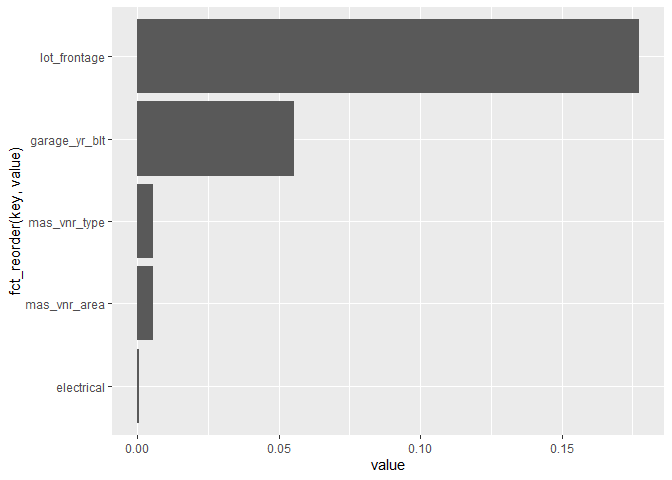 fct_reorder(key, value)
lot_frontage
garage_yr_blt
mas_vnr_type
mas_vnr_area
electrical
0.00 0.05 0.10 0.15
value